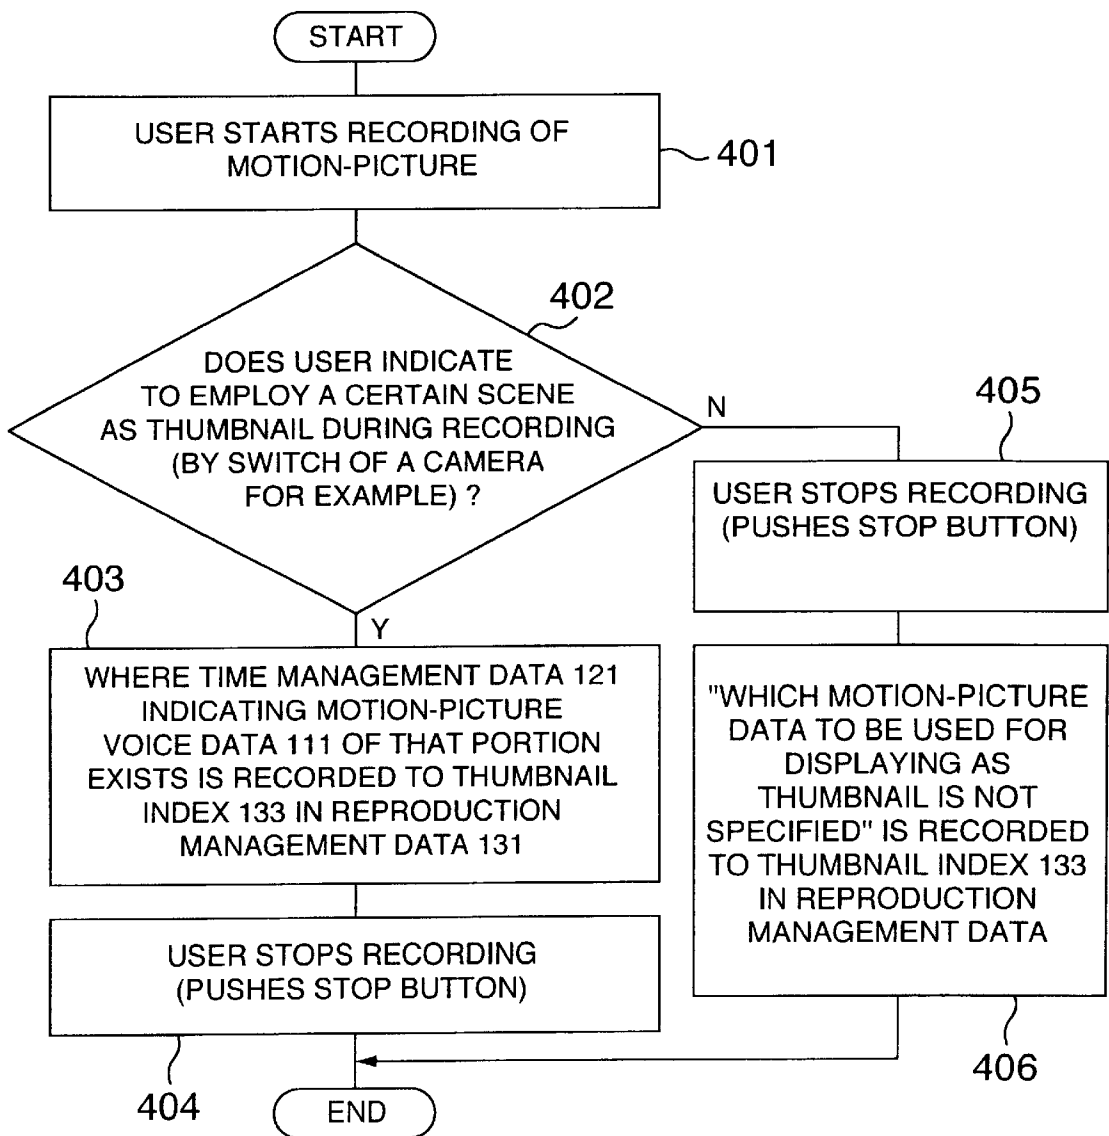 START
USER STARTS RECORDING OF
MOTION-PICTURE
401
402
DOES USER INDICATE
TO EMPLOY A CERTAIN SCENE
AS THUMBNAIL DURING RECORDING
(BY SWITCH OF A CAMERA
FOR EXAMPLE) ?
N
Y
403
WHERE TIME MANAGEMENT DATA 121
INDICATING MOTION-PICTURE
VOICE DATA 111 OF THAT PORTION
EXISTS IS RECORDED TO THUMBNAIL
INDEX 133 IN REPRODUCTION
MANAGEMENT DATA 131
USER STOPS RECORDING
(PUSHES STOP BUTTON)
404
405
USER STOPS RECORDING
(PUSHES STOP BUTTON)
"WHICH MOTION-PICTURE
DATA TO BE USED FOR
DISPLAYING AS
THUMBNAIL IS NOT
SPECIFIED" IS RECORDED
TO THUMBNAIL INDEX 133
IN REPRODUCTION
MANAGEMENT DATA
406
END